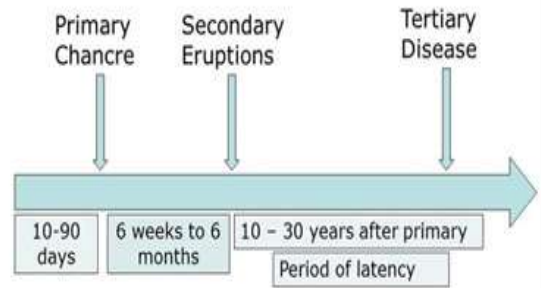 Primary
Chancre
Secondary
Eruptions
Tertiary
Disease
10-90
days
6 weeks to 6
months
10 – 30 years after primary
Period of latency